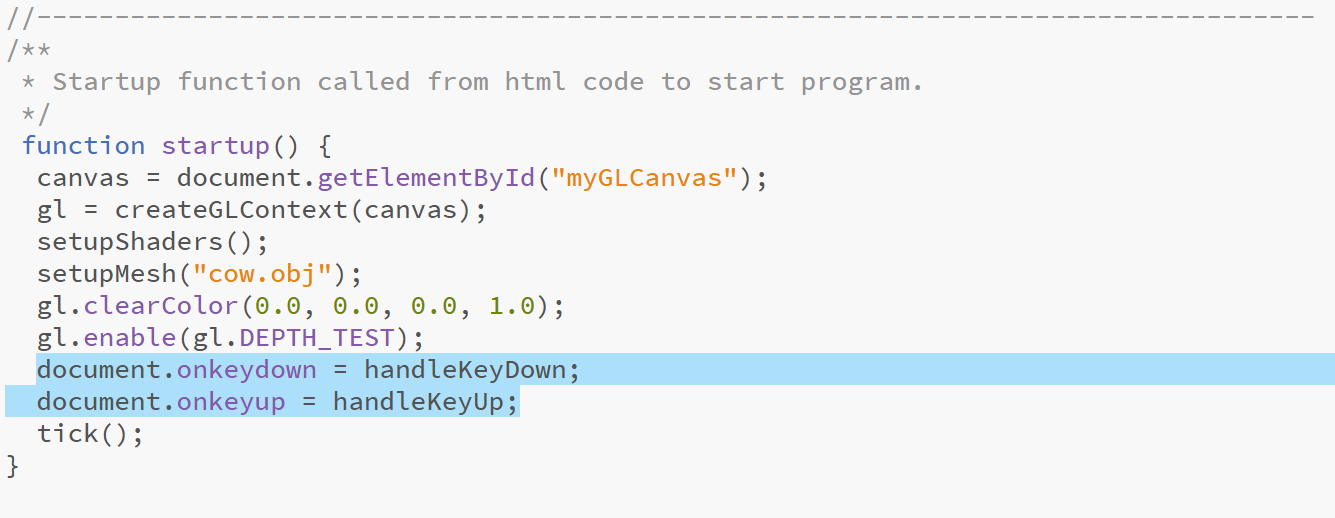 //----------------------------------------------------------------------------------
/**
 * Startup function called from html code to start program.
 */
 function startup() {
  canvas = document.getElementById("myGLCanvas");
  gl = createGLContext(canvas);
  setupShaders();
  setupMesh("cow.obj");
  gl.clearColor(0.0, 0.0, 0.0, 1.0);
  gl.enable(gl.DEPTH_TEST);
  document.onkeydown = handleKeyDown;
  document.onkeyup = handleKeyUp;
  tick();
}